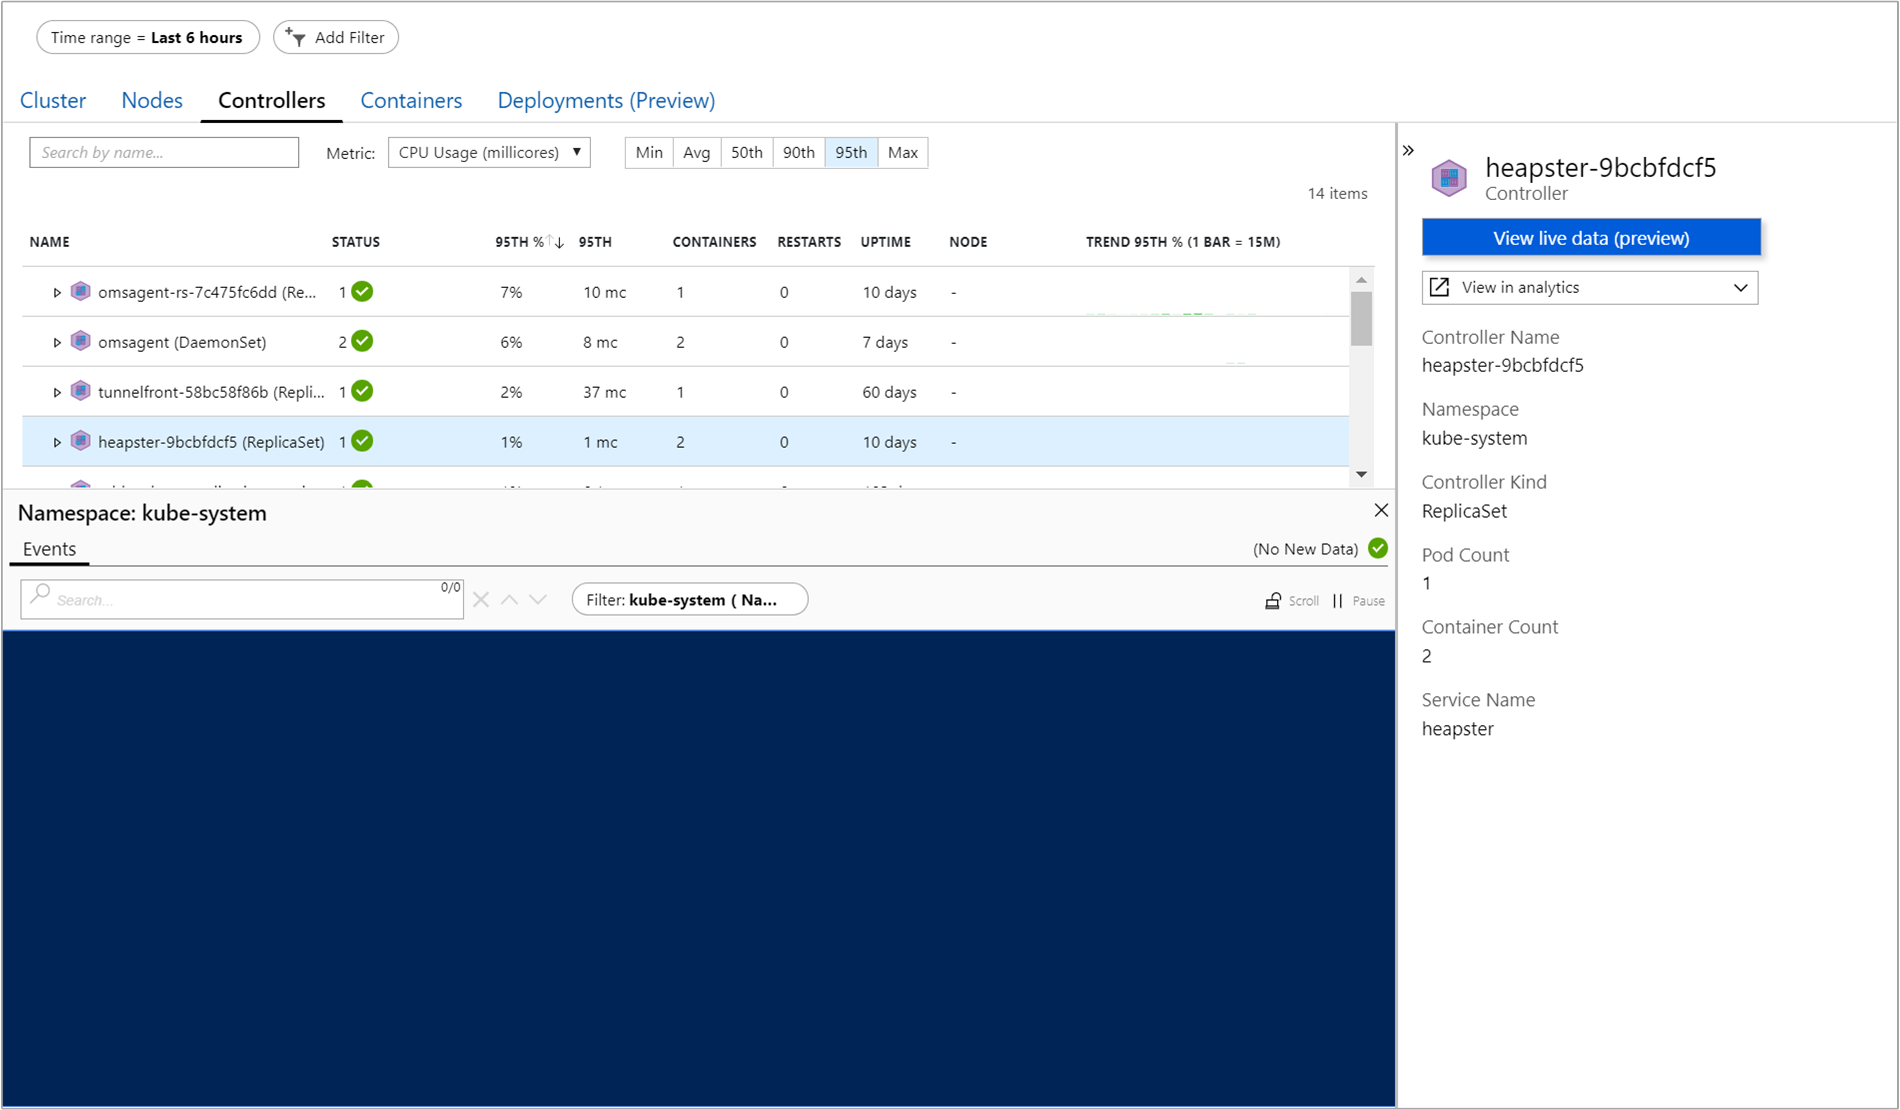 Time range = Last 6 hours
Add Filter
Cluster
Nodes
Controllers
Containers
Deployments (Preview)
Search by name...
Metric:
CPU Usage (millicores)
Min
Avg
50th
90th
95th
Max
14 items
NAME STATUS 95TH % 95TH CONTAINERS RESTARTS UPTIME NODE TREND 95TH % (1 BAR = 15M)
omsagent-rs-7c475fc6dd (Re... 1 7% 10 mc 1 0 10 days -
omsagent (DaemonSet) 2 6% 8 mc 2 0 7 days -
tunnelfront-58bc58f86b (Repli... 1 2% 37 mc 1 0 60 days -
heapster-9bcbfdcf5 (ReplicaSet) 1 1% 1 mc 2 0 10 days -
Namespace: kube-system
Events
(No New Data)
Search...
0/0
Filter: kube-system ( Na...
Scroll
Pause
heapster-9bcbfdcf5
Controller
View live data (preview)
View in analytics
Controller Name
heapster-9bcbfdcf5
Namespace
kube-system
Controller Kind
ReplicaSet
Pod Count
1
Container Count
2
Service Name
heapster